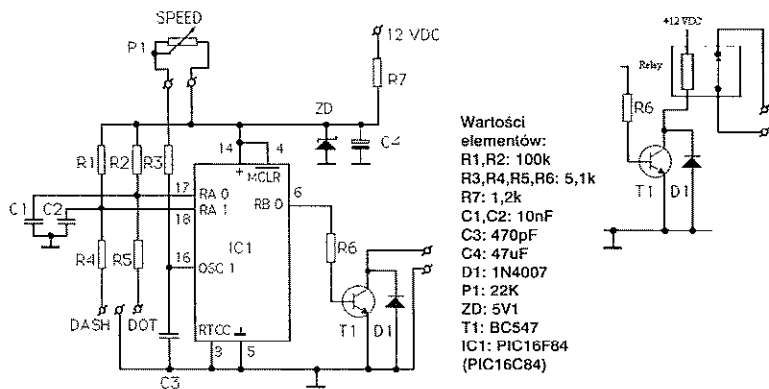 SPEED
P1
12 VDC
R7
ZD
C4
14
4
R1
R2
R3
+
MCLR
17
RA 0
RB 0
6
C1
C2
18
RA 1
IC1
R4
R5
16
OSC 1
R6
DASH
DOT
RTCC
⊥
T1
D1
3
5
C3
Wartości
elementów:
R1,R2: 100k
R3,R4,R5,R6: 5,1k
R7: 1,2k
C1,C2: 10nF
C3: 470pF
C4: 47uF
D1: 1N4007
P1: 22K
ZD: 5V1
T1: BC547
IC1: PIC16F84
(PIC16C84)
+12 VDC
Relay
R6
T1
D1